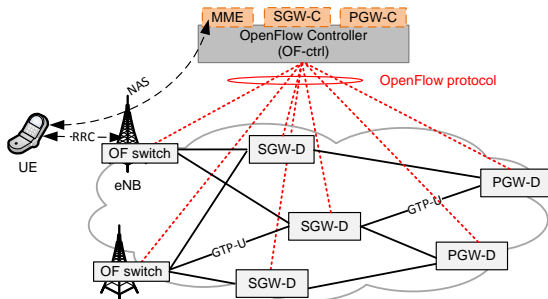 MME
SGW-C
PGW-C
OpenFlow Controller
(OF-ctrl)
NAS
OpenFlow protocol
RRC
UE
OF switch
eNB
SGW-D
PGW-D
GTP-U
SGW-D
GTP-U
PGW-D
OF switch
SGW-D